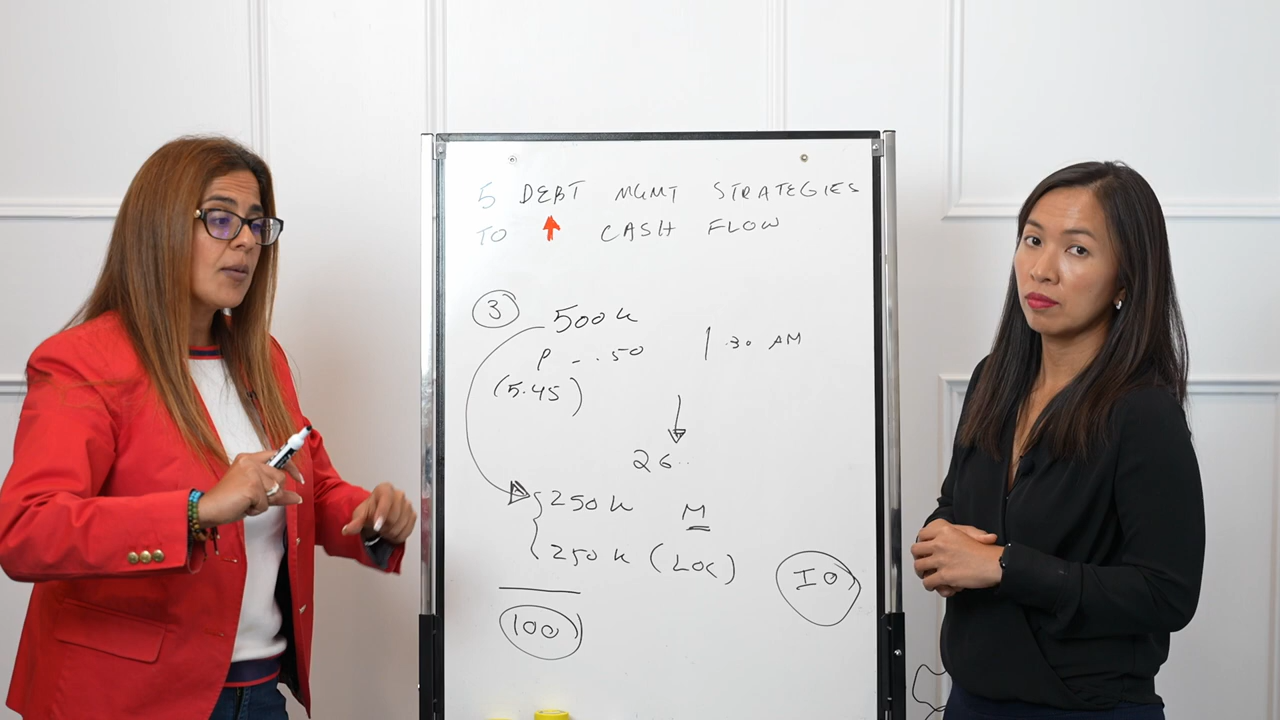 5 DEBT MGMT STRATEGIES
TO ↑ CASH FLOW
3
500k
P - .50
(5.45)
1.30 AM
26..
250k M
250k (LOC)
IO
100